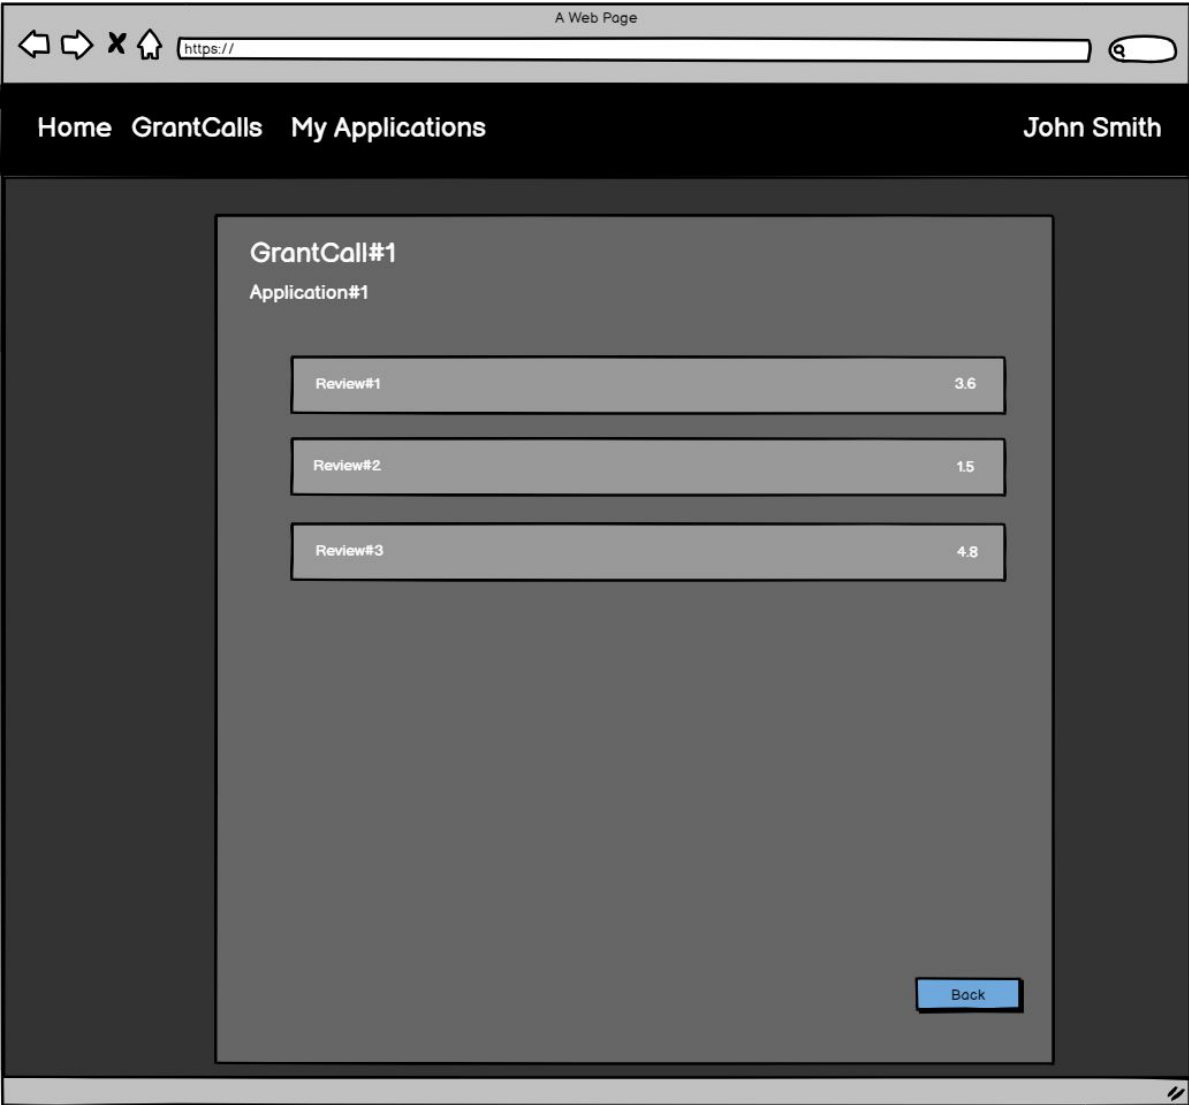 A Web Page
https://
Home GrantCalls My Applications John Smith
GrantCall#1
Application#1
Review#1 3.6
Review#2 1.5
Review#3 4.8
Back